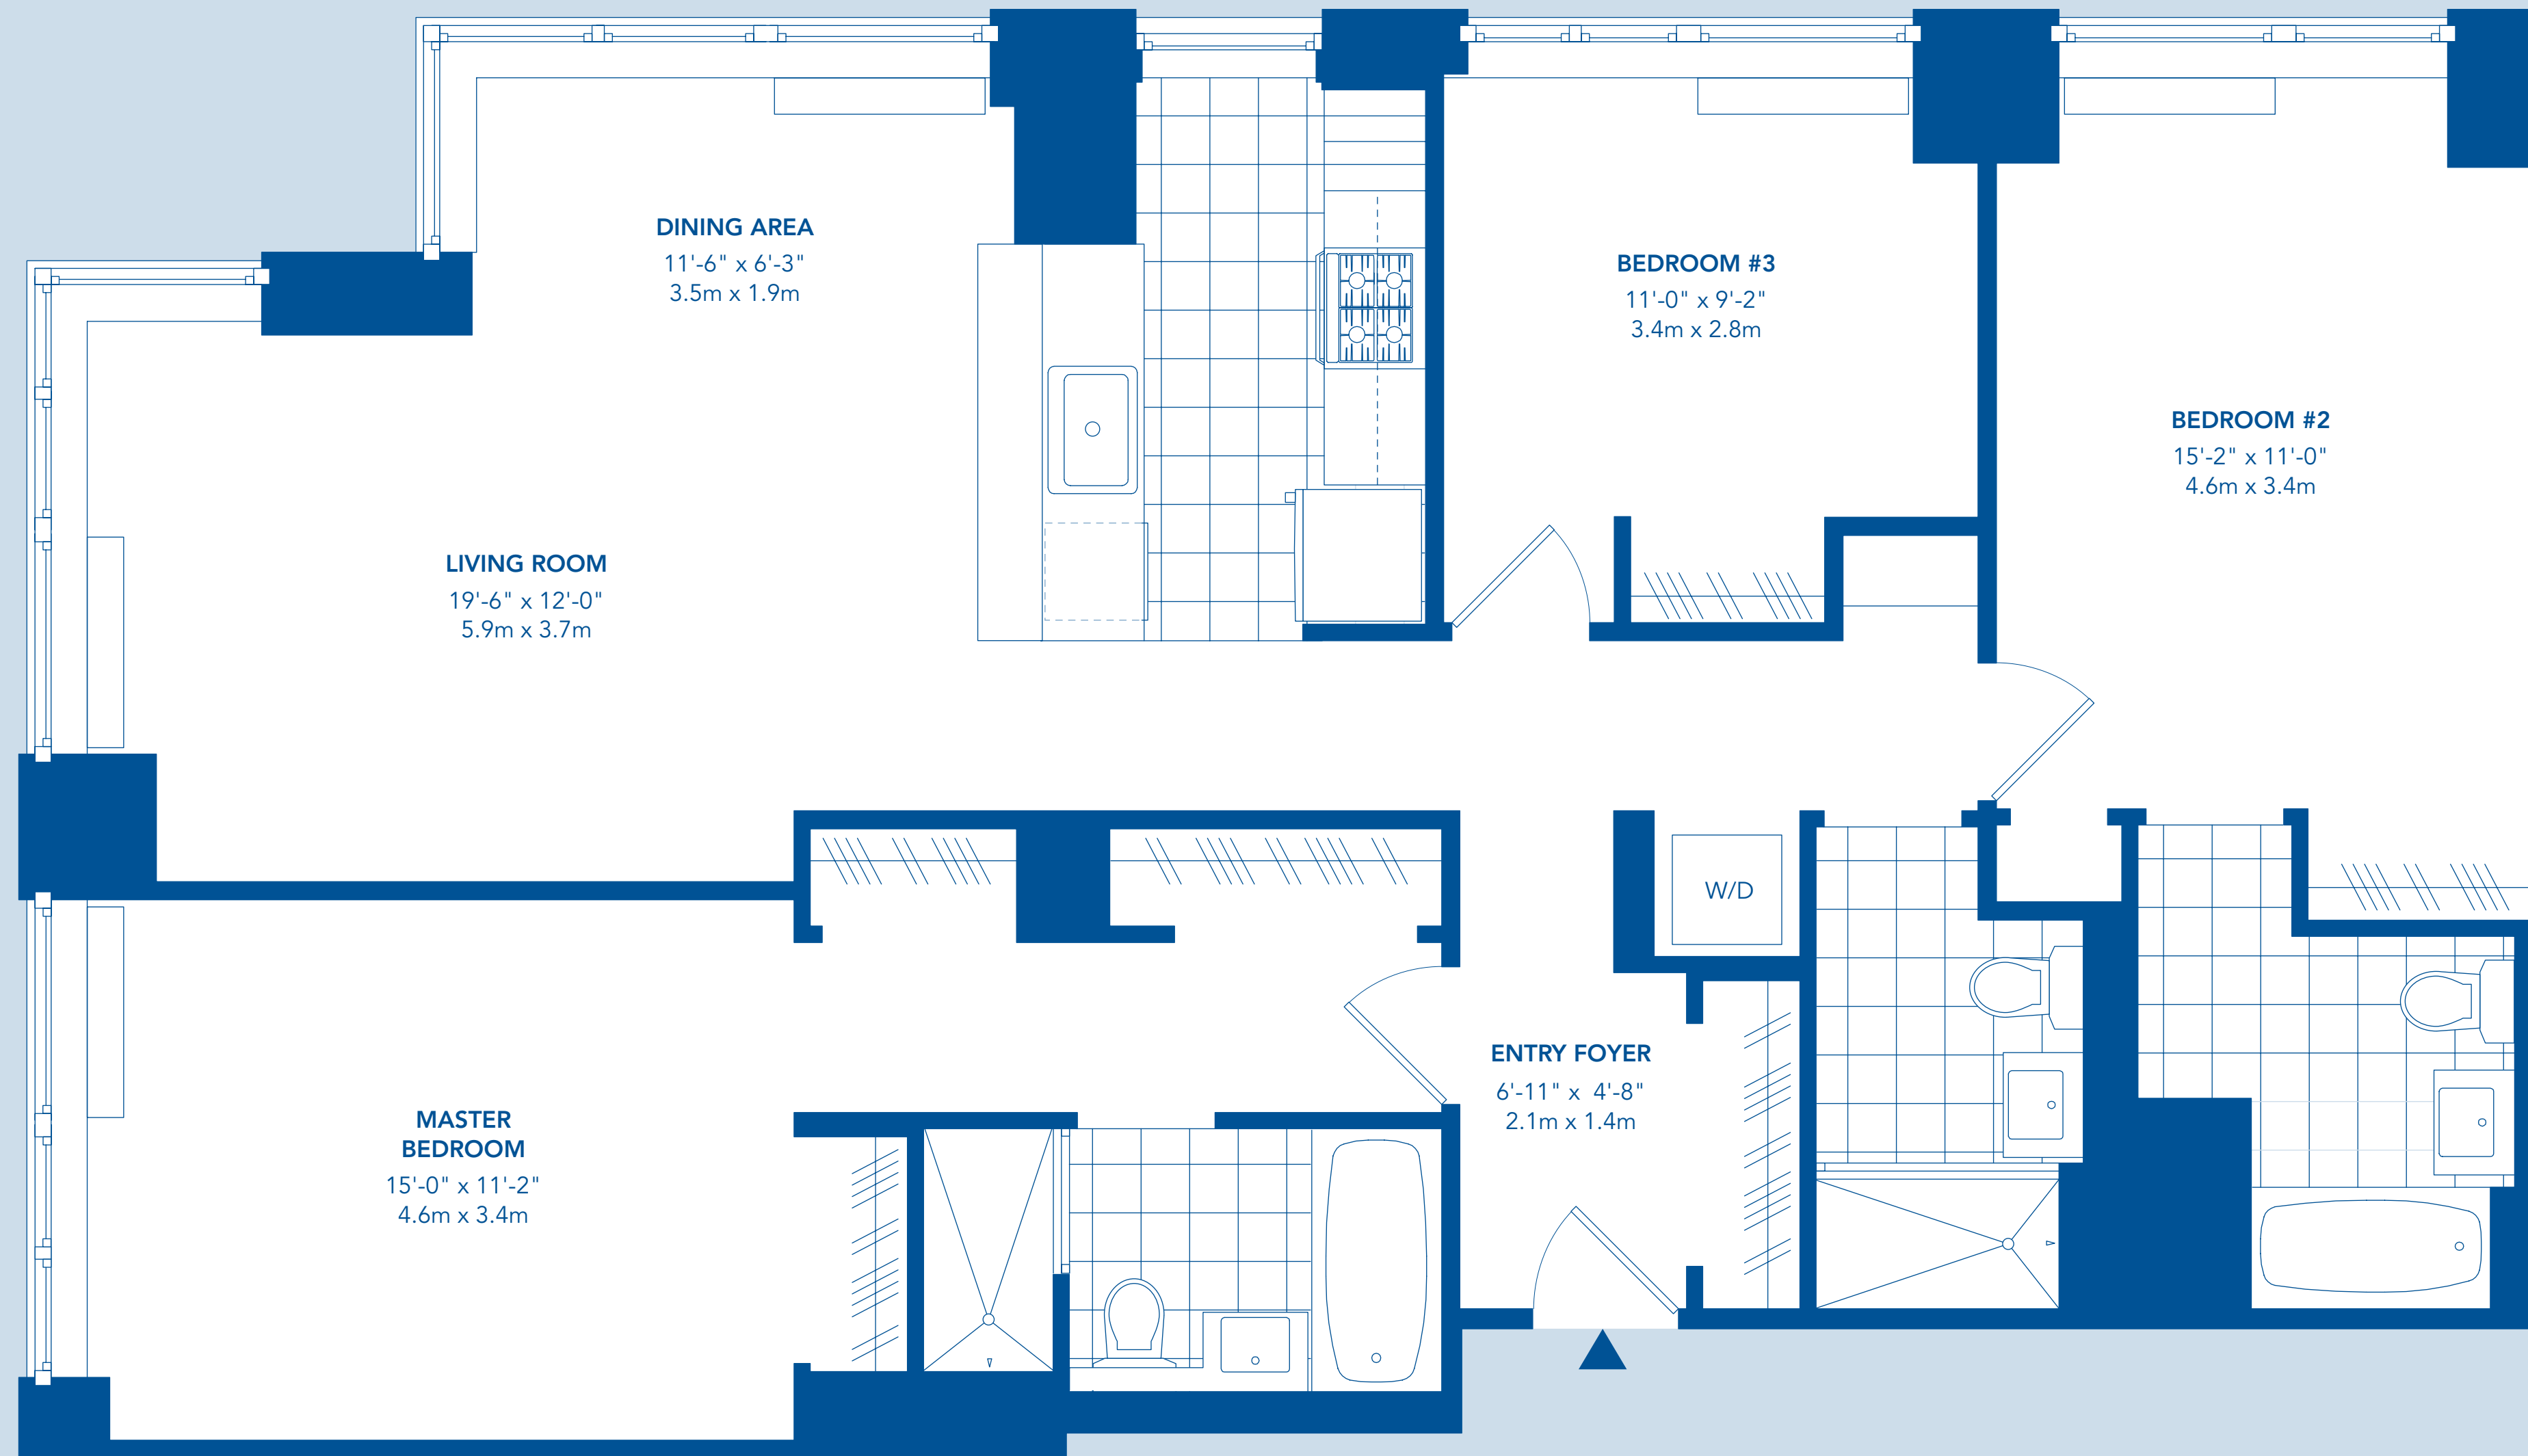 DINING AREA
11'-6" x 6'-3"
3.5m x 1.9m
BEDROOM #3
11'-0" x 9'-2"
3.4m x 2.8m
BEDROOM #2
15'-2" x 11'-0"
4.6m x 3.4m
LIVING ROOM
19'-6" x 12'-0"
5.9m x 3.7m
W/D
ENTRY FOYER
6'-11" x 4'-8"
2.1m x 1.4m
MASTER
BEDROOM
15'-0" x 11'-2"
4.6m x 3.4m